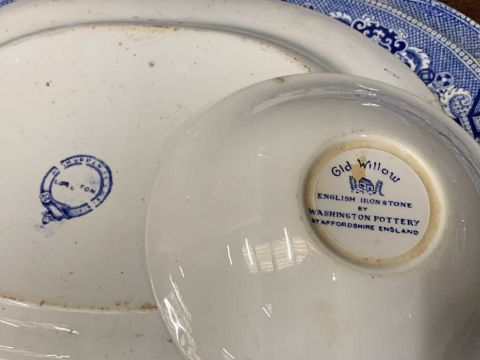 Old Willow
ENGLISH IRONSTONE
BY
WASHINGTON POTTERY
STAFFORDSHIRE ENGLAND